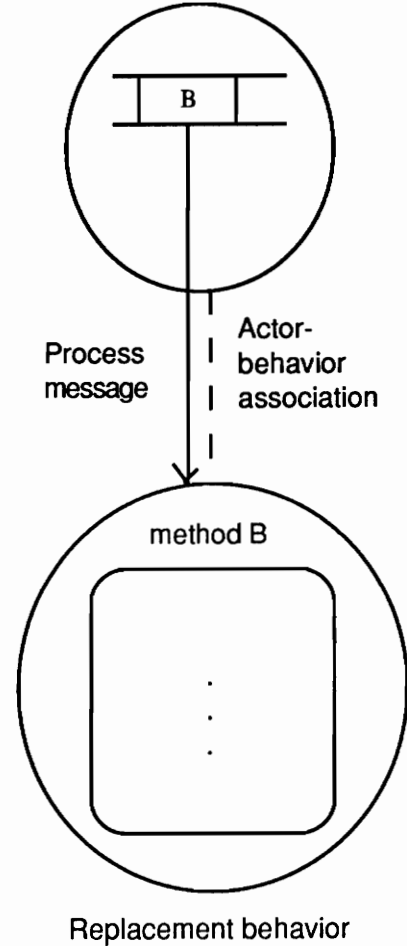 B
Process
message
Actor-
behavior
association
method B
Replacement behavior